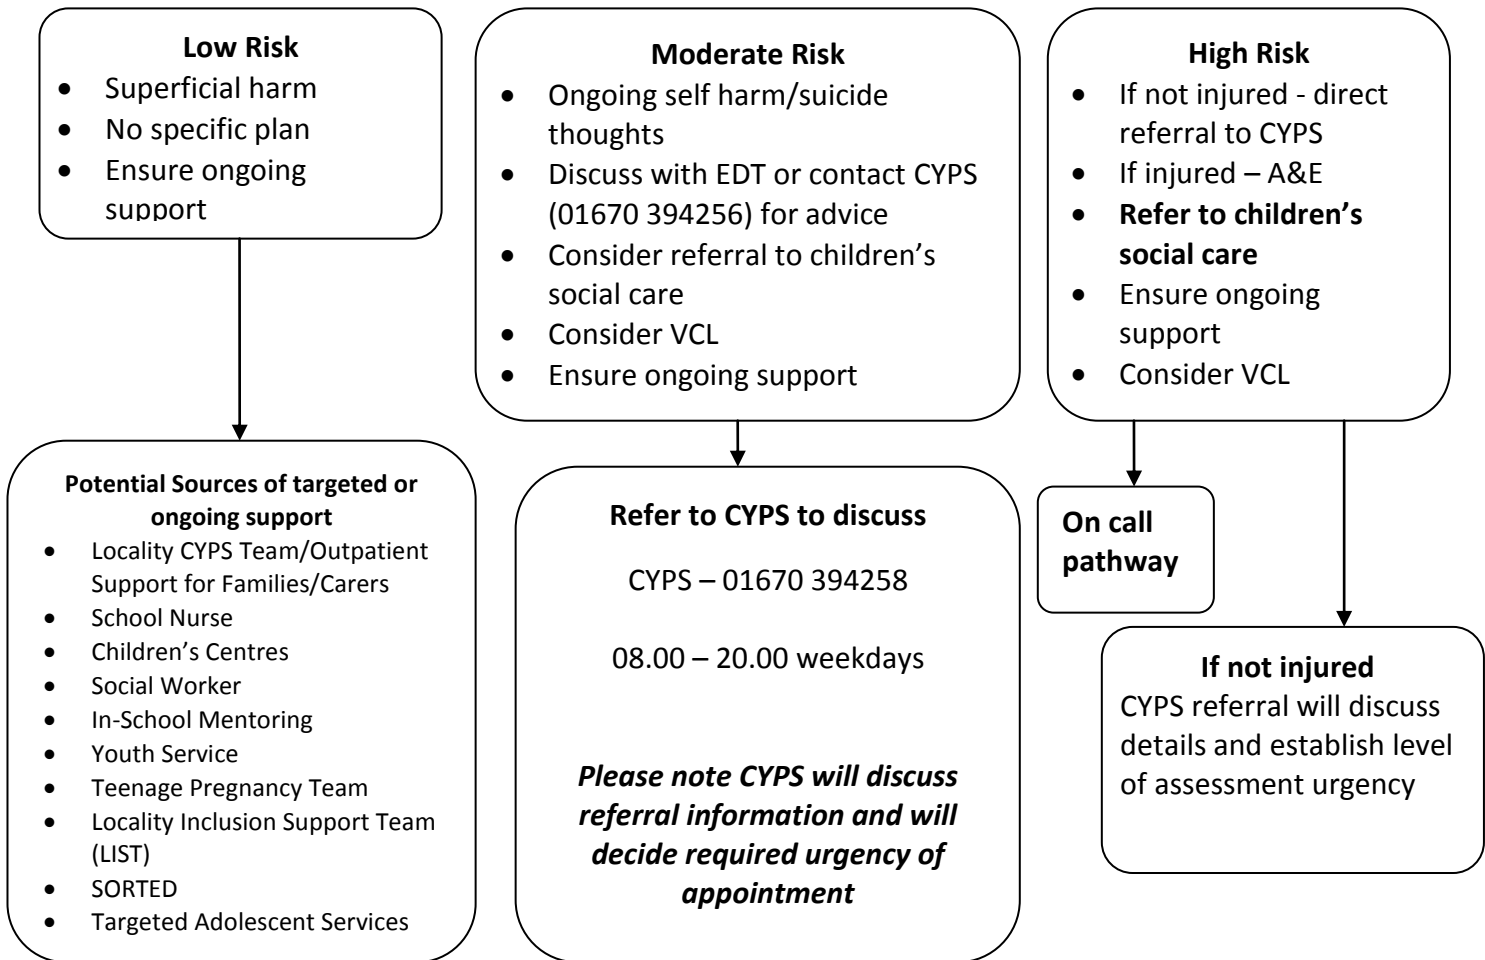 Low Risk
• Superficial harm
• No specific plan
• Ensure ongoing
support
Moderate Risk
• Ongoing self harm/suicide
thoughts
• Discuss with EDT or contact CYPS
(01670 394256) for advice
• Consider referral to children’s
social care
• Consider VCL
• Ensure ongoing support
High Risk
• If not injured - direct
referral to CYPS
• If injured – A&E
• Refer to children’s
social care
• Ensure ongoing
support
• Consider VCL
Potential Sources of targeted or
ongoing support
• Locality CYPS Team/Outpatient
Support for Families/Carers
• School Nurse
• Children’s Centres
• Social Worker
• In-School Mentoring
• Youth Service
• Teenage Pregnancy Team
• Locality Inclusion Support Team
(LIST)
• SORTED
• Targeted Adolescent Services
Refer to CYPS to discuss
CYPS – 01670 394258
08.00 – 20.00 weekdays
Please note CYPS will discuss
referral information and will
decide required urgency of
appointment
On call
pathway
If not injured
CYPS referral will discuss
details and establish level
of assessment urgency